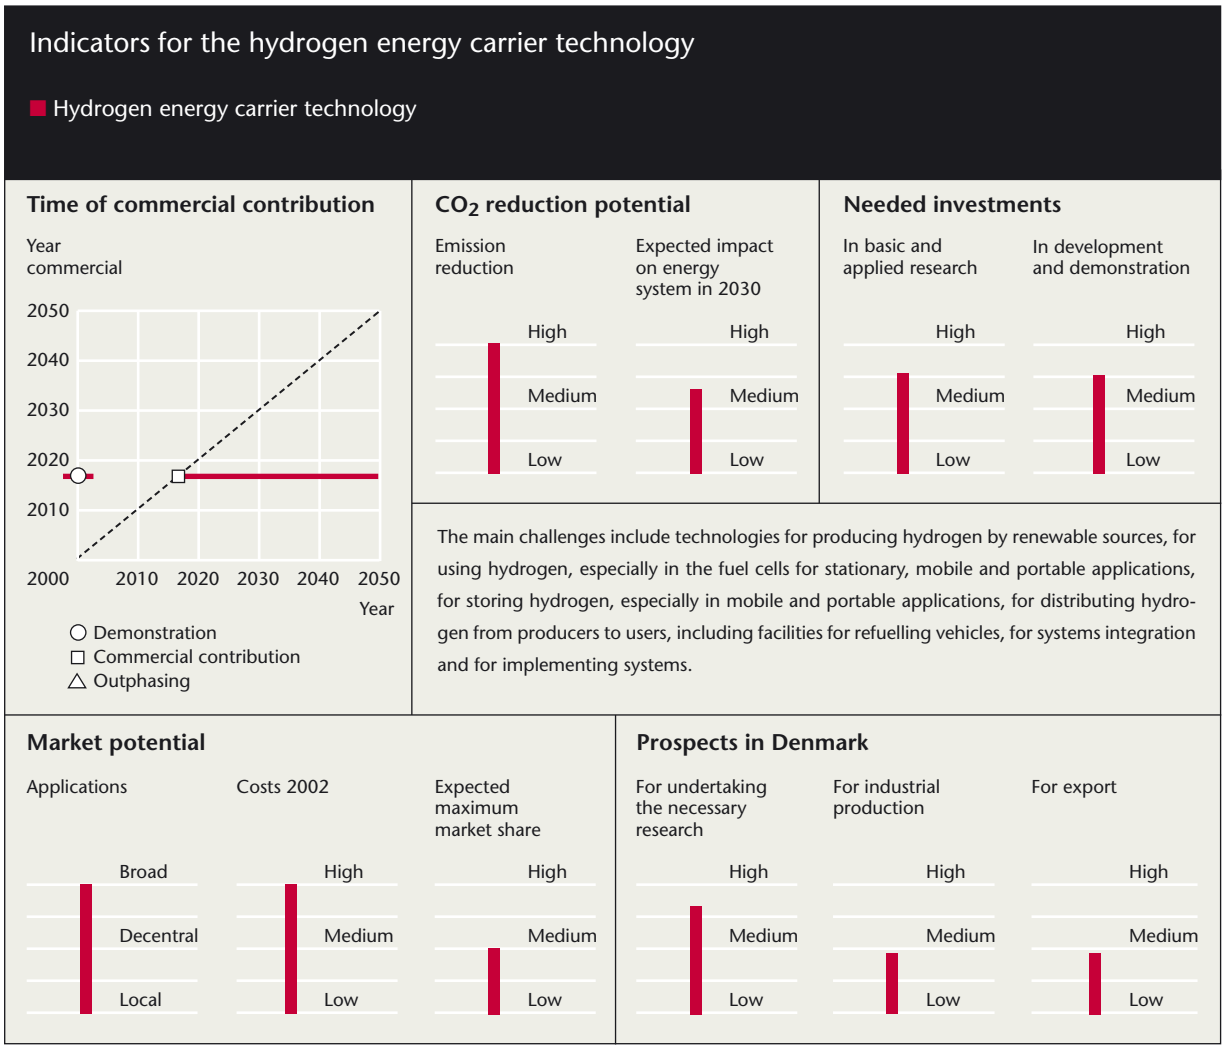 Indicators for the hydrogen energy carrier technology
Hydrogen energy carrier technology
Time of commercial contribution
Year
commercial
2050
2040
2030
2020
2010
2000
2010
2020
2030
2040
2050
Year
Demonstration
Commercial contribution
Outphasing
CO2 reduction potential
Emission
reduction
High
Medium
Low
Expected impact
on energy
system in 2030
High
Medium
Low
Needed investments
In basic and
applied research
High
Medium
Low
In development
and demonstration
High
Medium
Low
The main challenges include technologies for producing hydrogen by renewable sources, for
using hydrogen, especially in the fuel cells for stationary, mobile and portable applications,
for storing hydrogen, especially in mobile and portable applications, for distributing hydro-
gen from producers to users, including facilities for refuelling vehicles, for systems integration
and for implementing systems.
Market potential
Applications
Broad
Decentral
Local
Costs 2002
High
Medium
Low
Expected
maximum
market share
High
Medium
Low
Prospects in Denmark
For undertaking
the necessary
research
High
Medium
Low
For industrial
production
High
Medium
Low
For export
High
Medium
Low